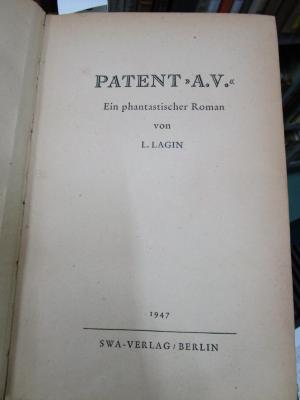 PATENT »A.V.«
Ein phantastischer Roman
von
L. LAGIN
1947
SWA-VERLAG / BERLIN